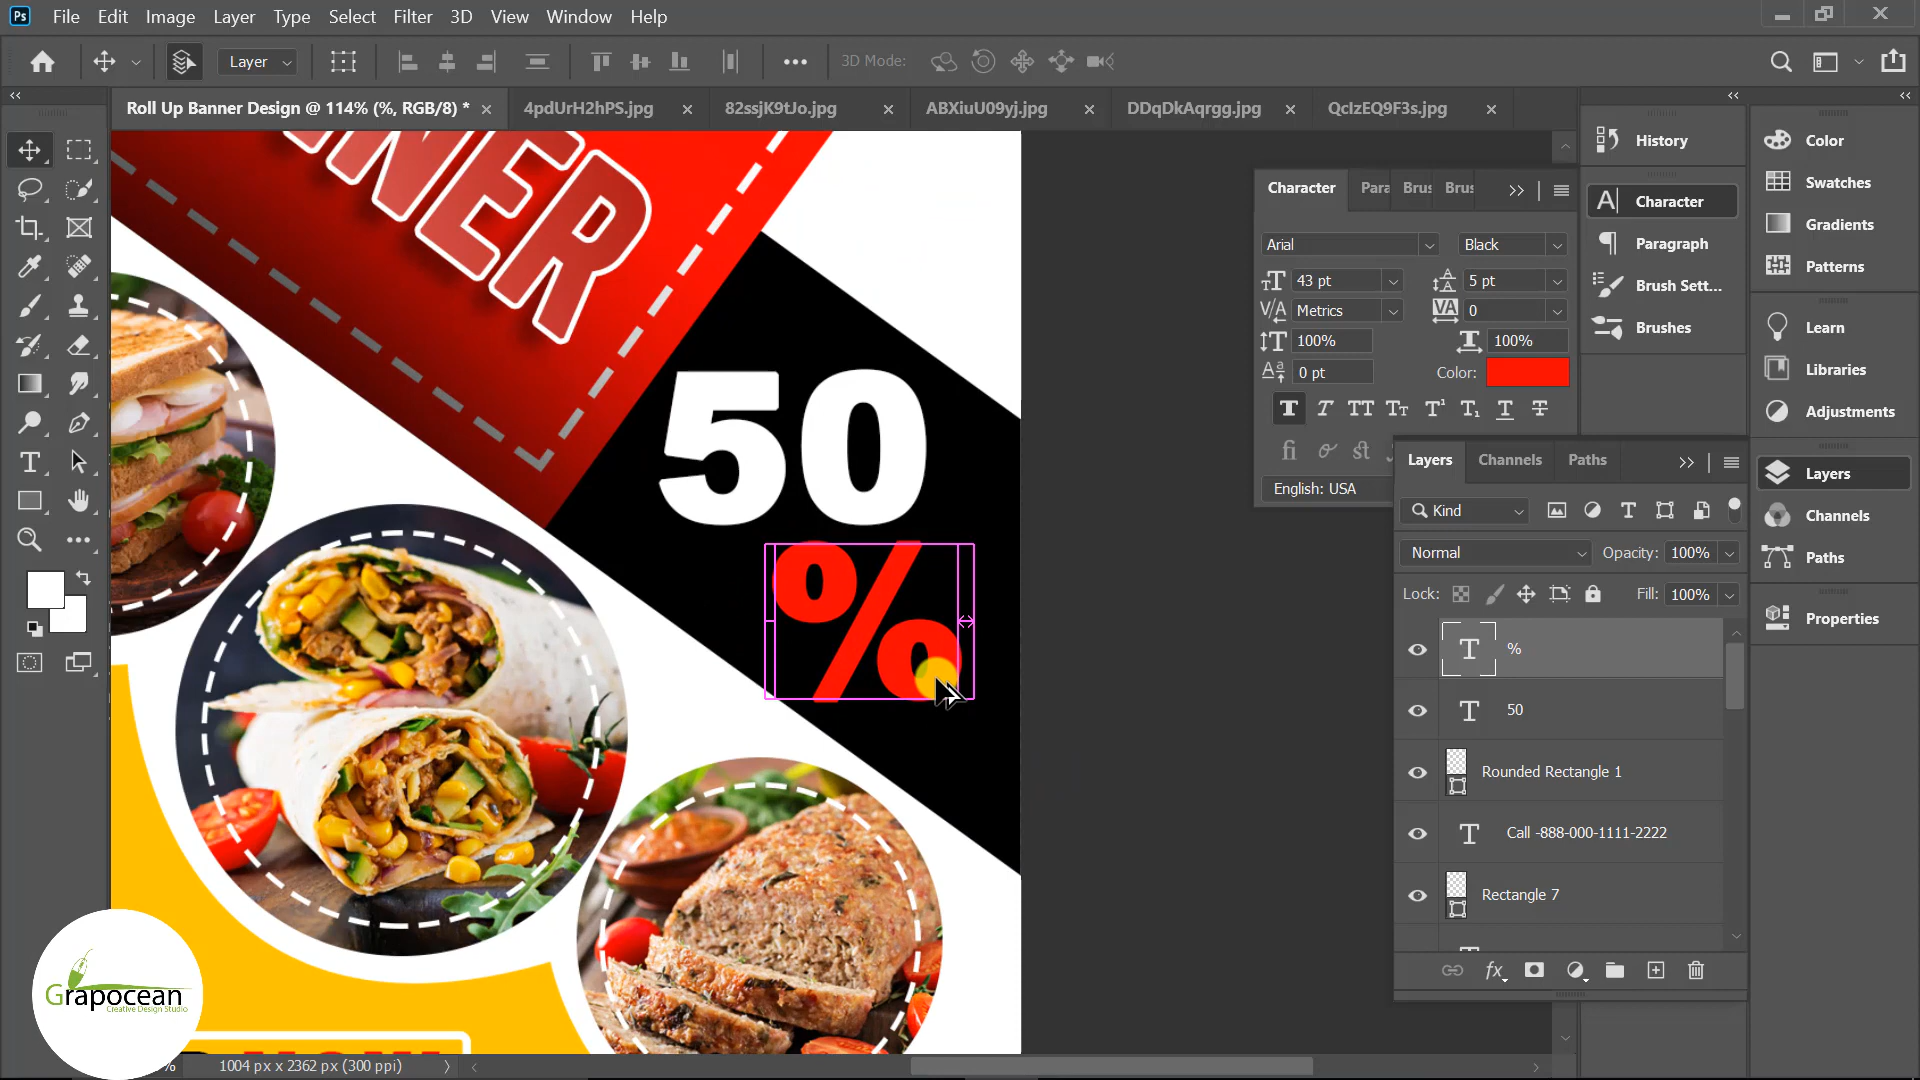 Ps File Edit Image Layer Type Select Filter 3D View Window Help
Layer 3D Mode:
Roll Up Banner Design @ 114% (%, RGB/8) *
4pdUrH2hPS.jpg
82ssjK9tJo.jpg
ABXiuU09yj.jpg
DDqDkAqrgg.jpg
QcIzEQ9F3s.jpg
NER
50
%
Character Para Brus Brus
Arial Black
43 pt 5 pt
Metrics 0
100% 100%
0 pt Color:
English: USA
History
Character
Paragraph
Brush Sett...
Brushes
Color
Swatches
Gradients
Patterns
Learn
Libraries
Adjustments
Layers
Channels
Paths
Properties
Layers Channels Paths
Kind
Normal Opacity: 100%
Lock: Fill: 100%
%
50
Rounded Rectangle 1
Call -888-000-1111-2222
Rectangle 7
fx
Grapocean
Creative Design Studio
% 1004 px x 2362 px (300 ppi)